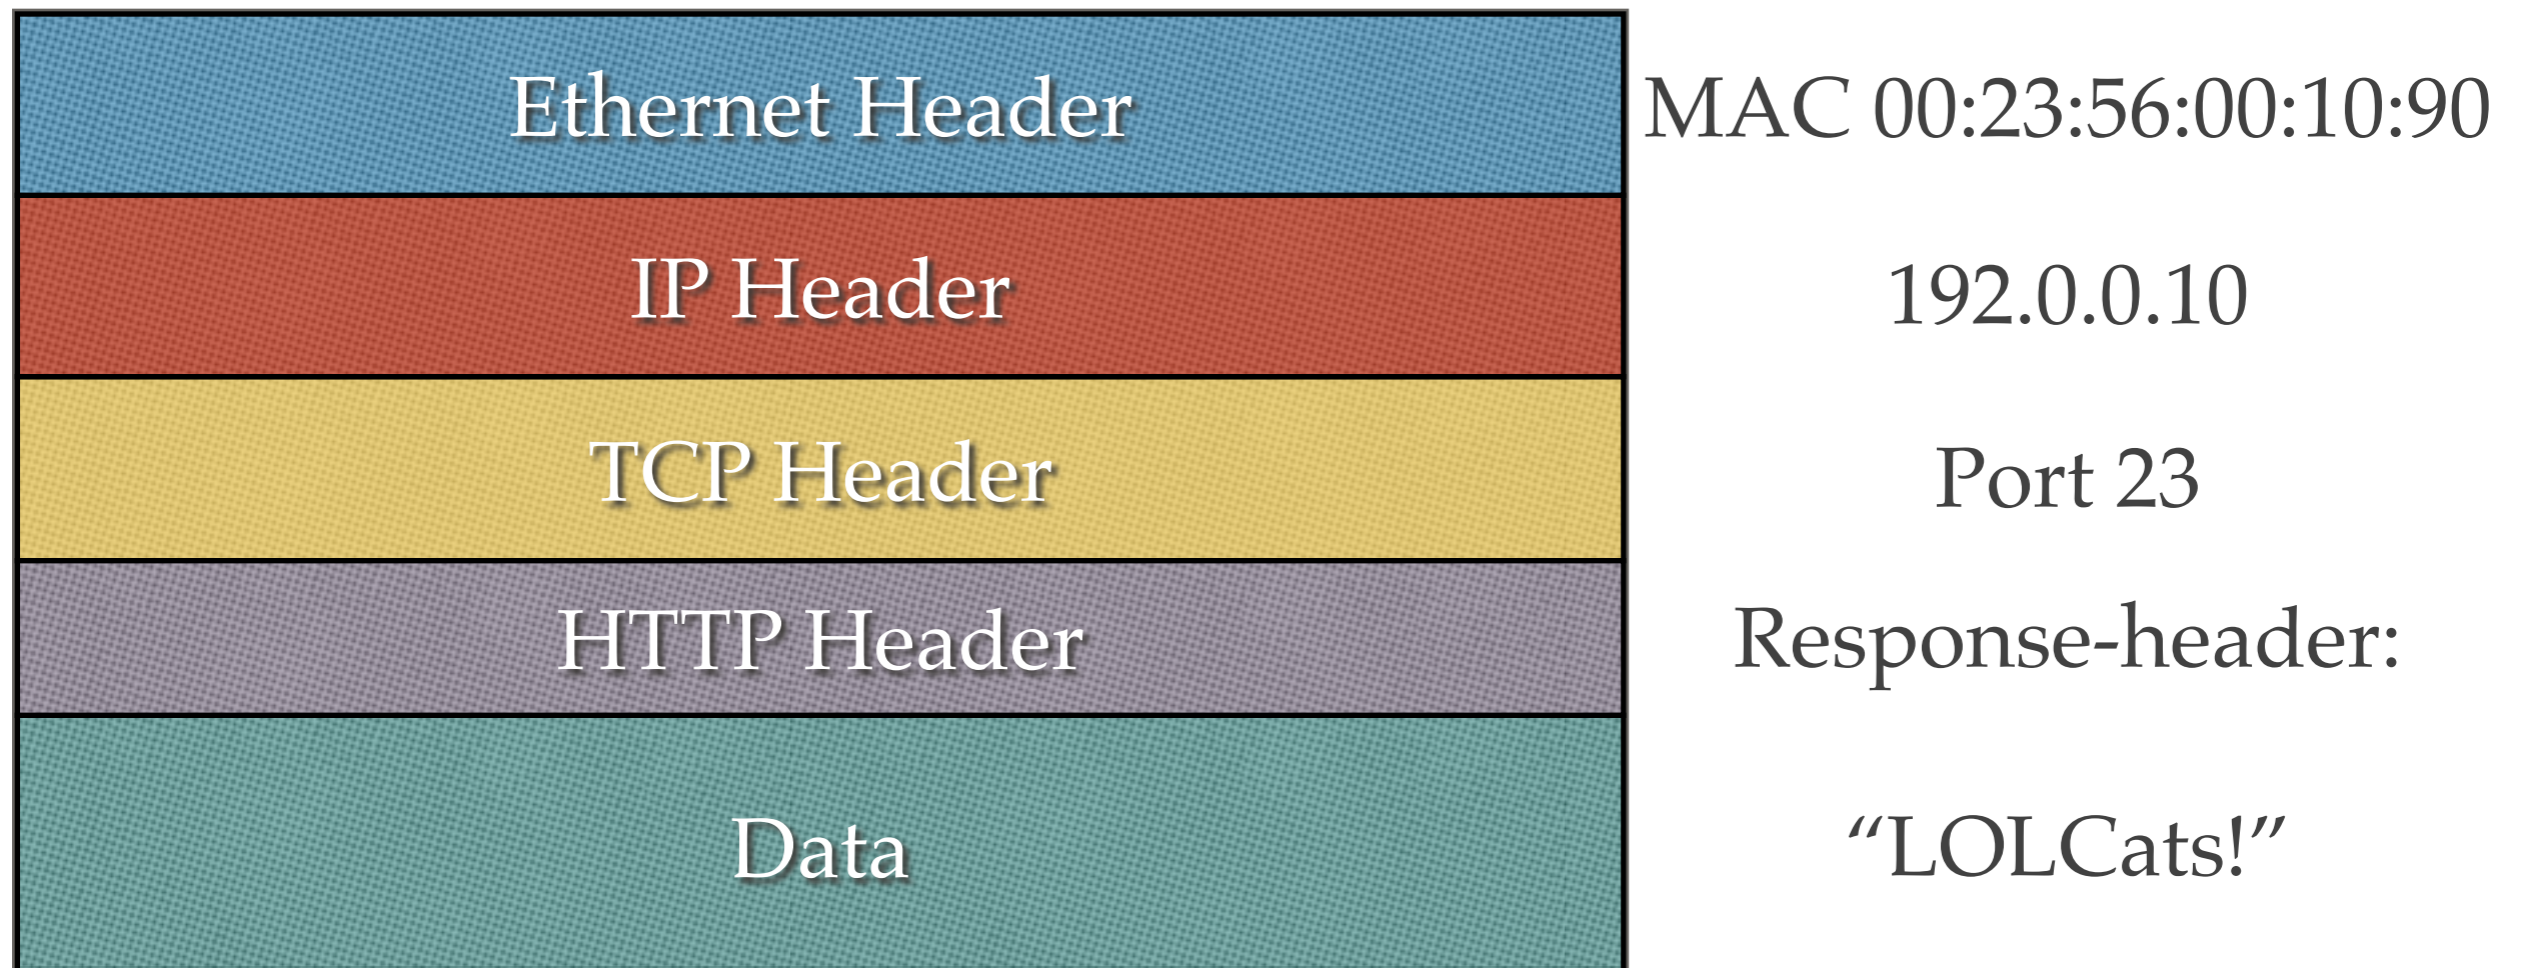 Ethernet Header MAC 00:23:56:00:10:90
IP Header 192.0.0.10
TCP Header Port 23
HTTP Header Response-header:
Data “LOLCats!”